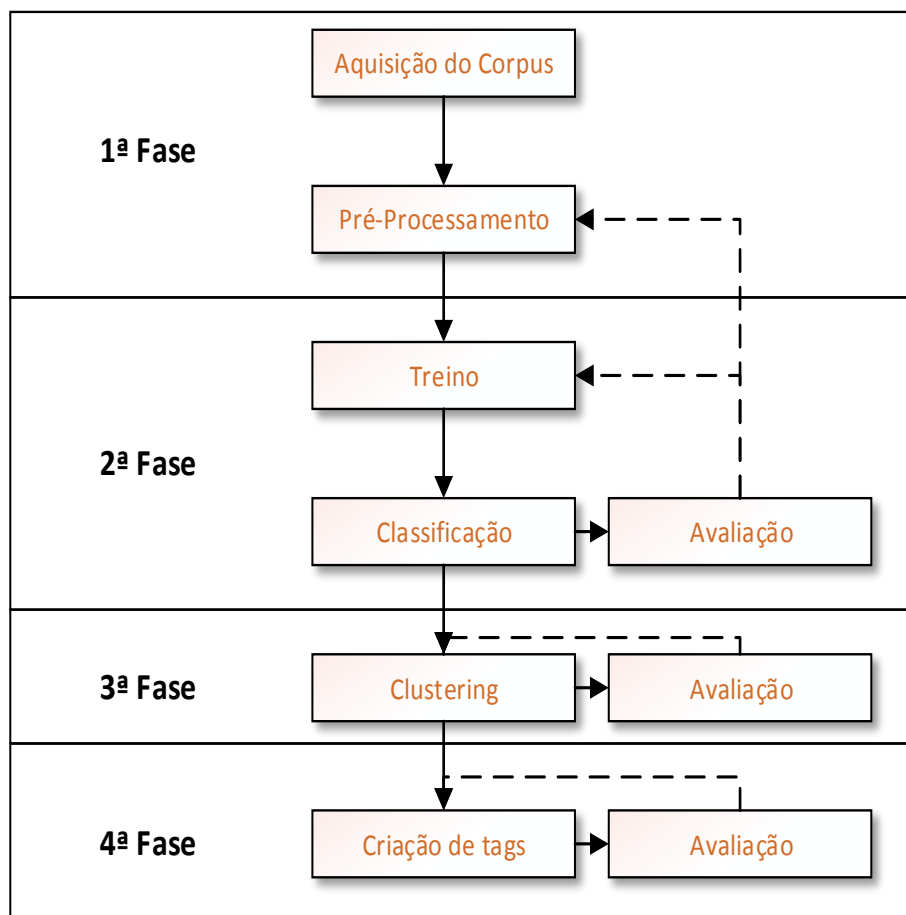 Aquisição do Corpus
1ª Fase
Pré-Processamento
Treino
2ª Fase
Classificação
Avaliação
3ª Fase
Clustering
Avaliação
4ª Fase
Criação de tags
Avaliação